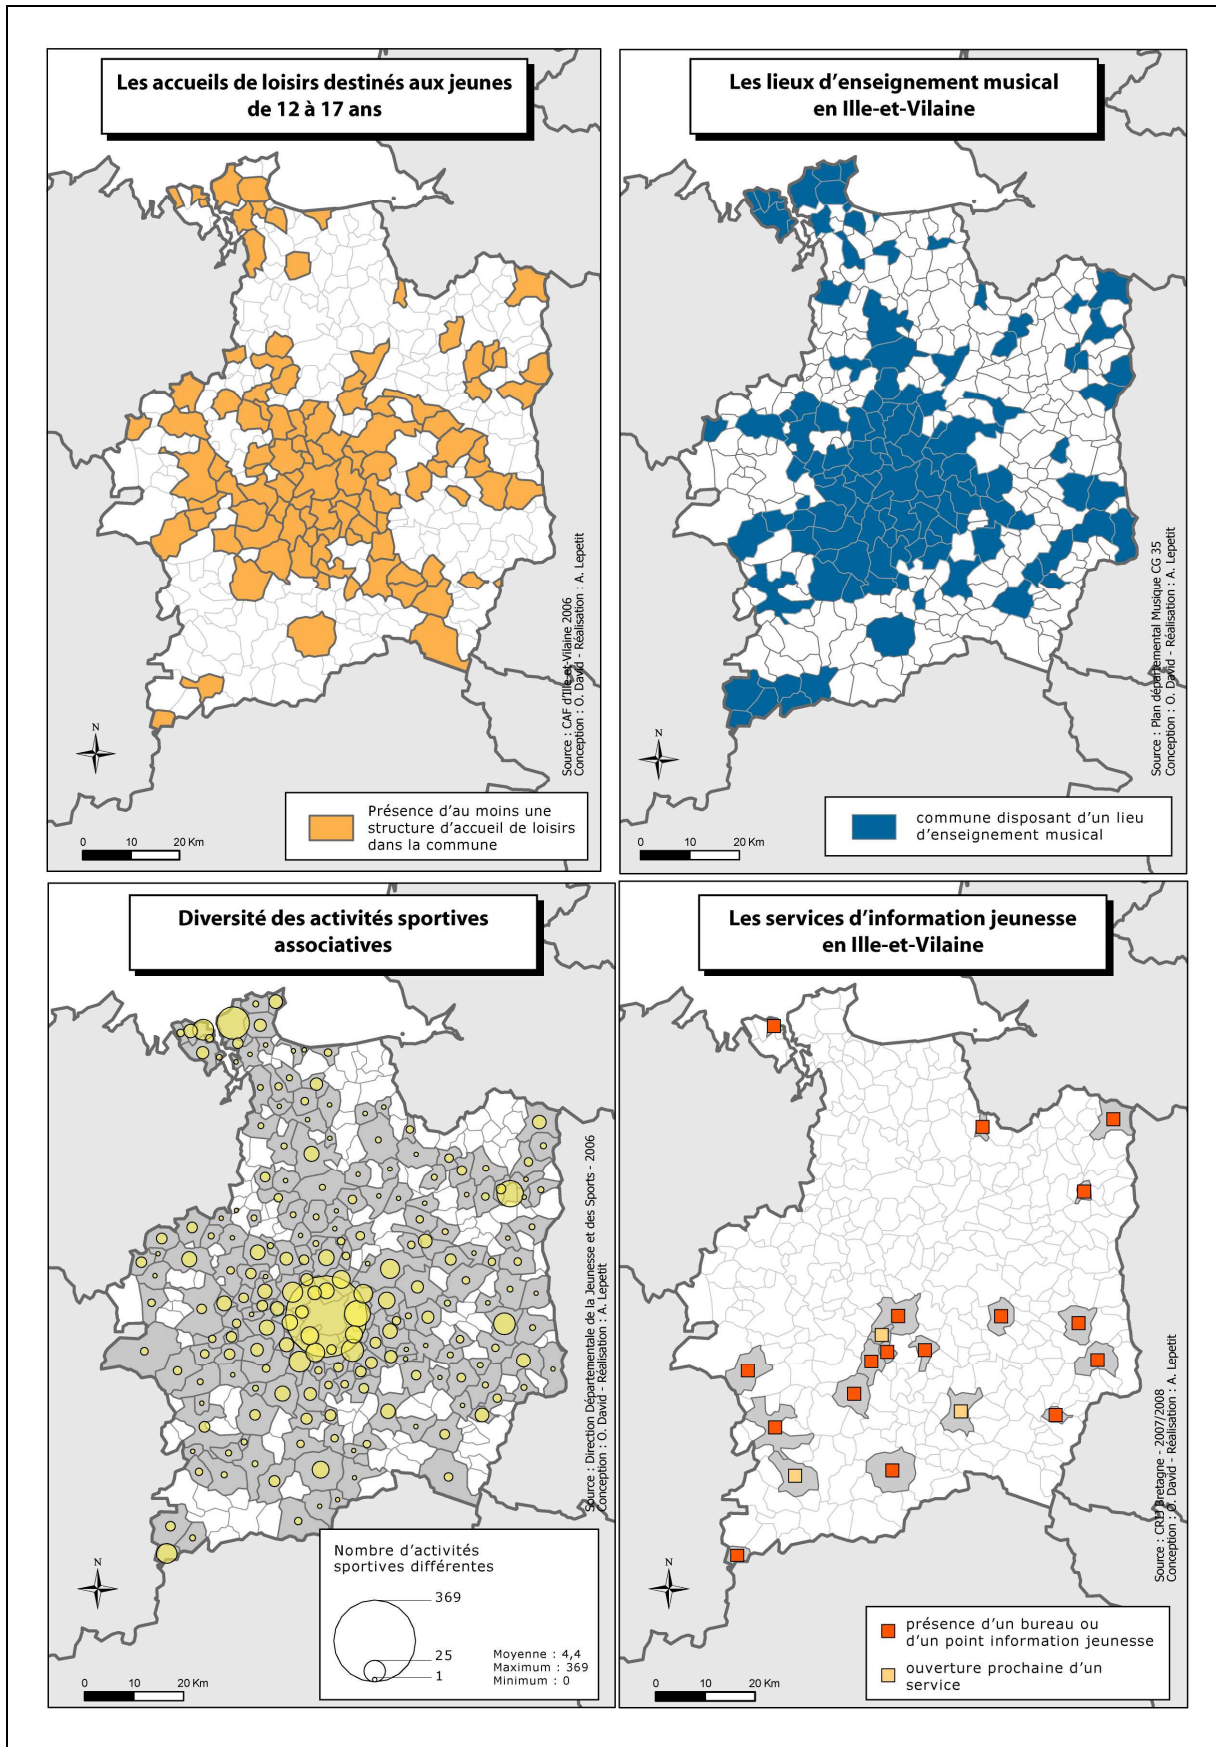 Les accueils de loisirs destinés aux jeunes
de 12 à 17 ans
N
Source : CAF d'Ille-et-Vilaine 2006
Conception : O. David - Réalisation : A. Lepetit
Présence d'au moins une
structure d'accueil de loisirs
dans la commune
0 10 20 Km
Les lieux d'enseignement musical
en Ille-et-Vilaine
N
Source : Plan départemental Musique CG 35
Conception : O. David - Réalisation : A. Lepetit
commune disposant d'un lieu
d'enseignement musical
0 10 20 Km
Diversité des activités sportives
associatives
N
Source : Direction Départementale de la Jeunesse et des Sports - 2006
Conception : O. David - Réalisation : A. Lepetit
Nombre d'activités
sportives différentes
369
25
1
Moyenne : 4,4
Maximum : 369
Minimum : 0
0 10 20 Km
Les services d'information jeunesse
en Ille-et-Vilaine
N
Source : CRIJ Bretagne - 2007/2008
Conception : O. David - Réalisation : A. Lepetit
présence d'un bureau ou
d'un point information jeunesse
ouverture prochaine d'un
service
0 10 20 Km